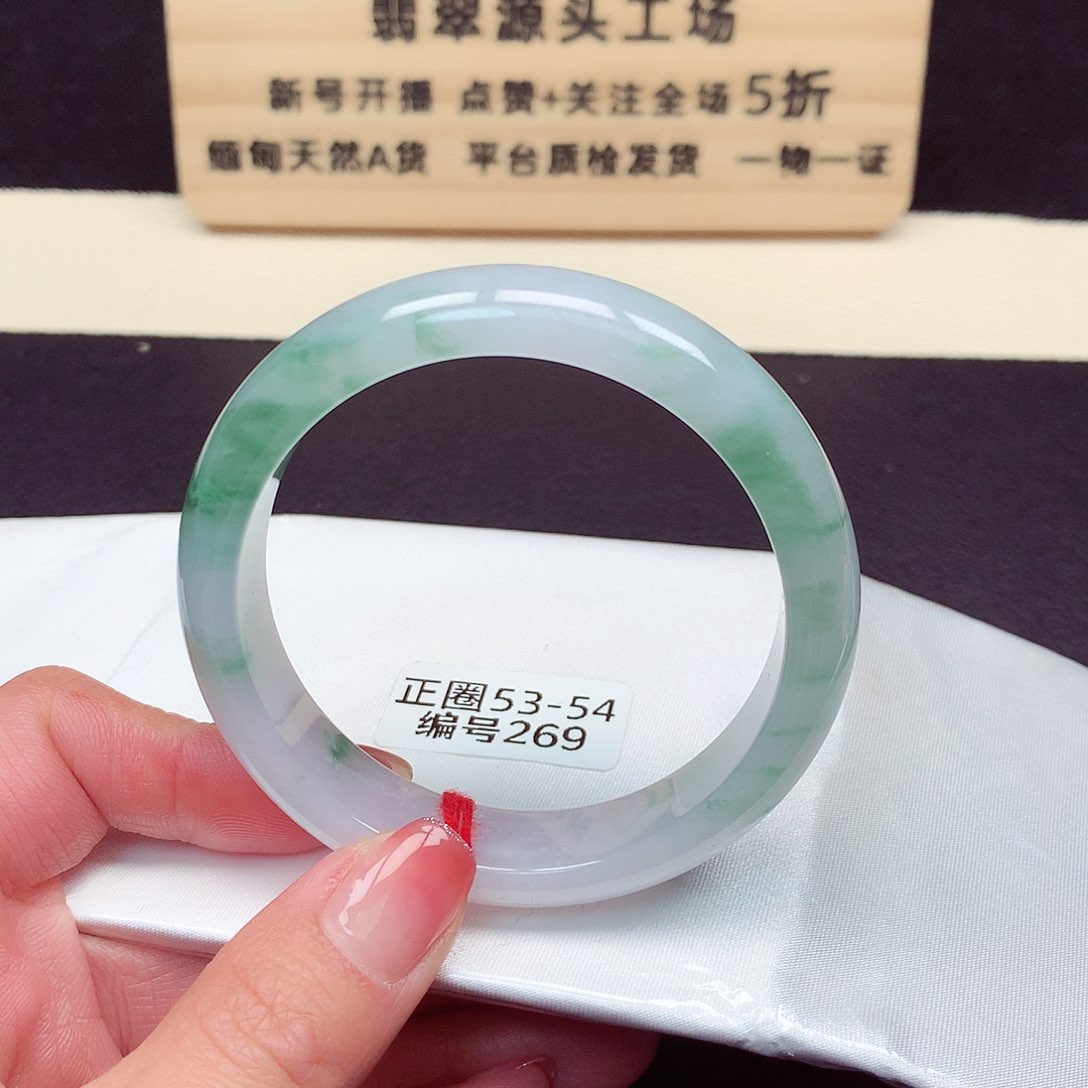 翡翠源头工场
新号开播 点赞+关注全场5折
缅甸天然A货 平台质检发货 一物一证
正圈53-54
编号269